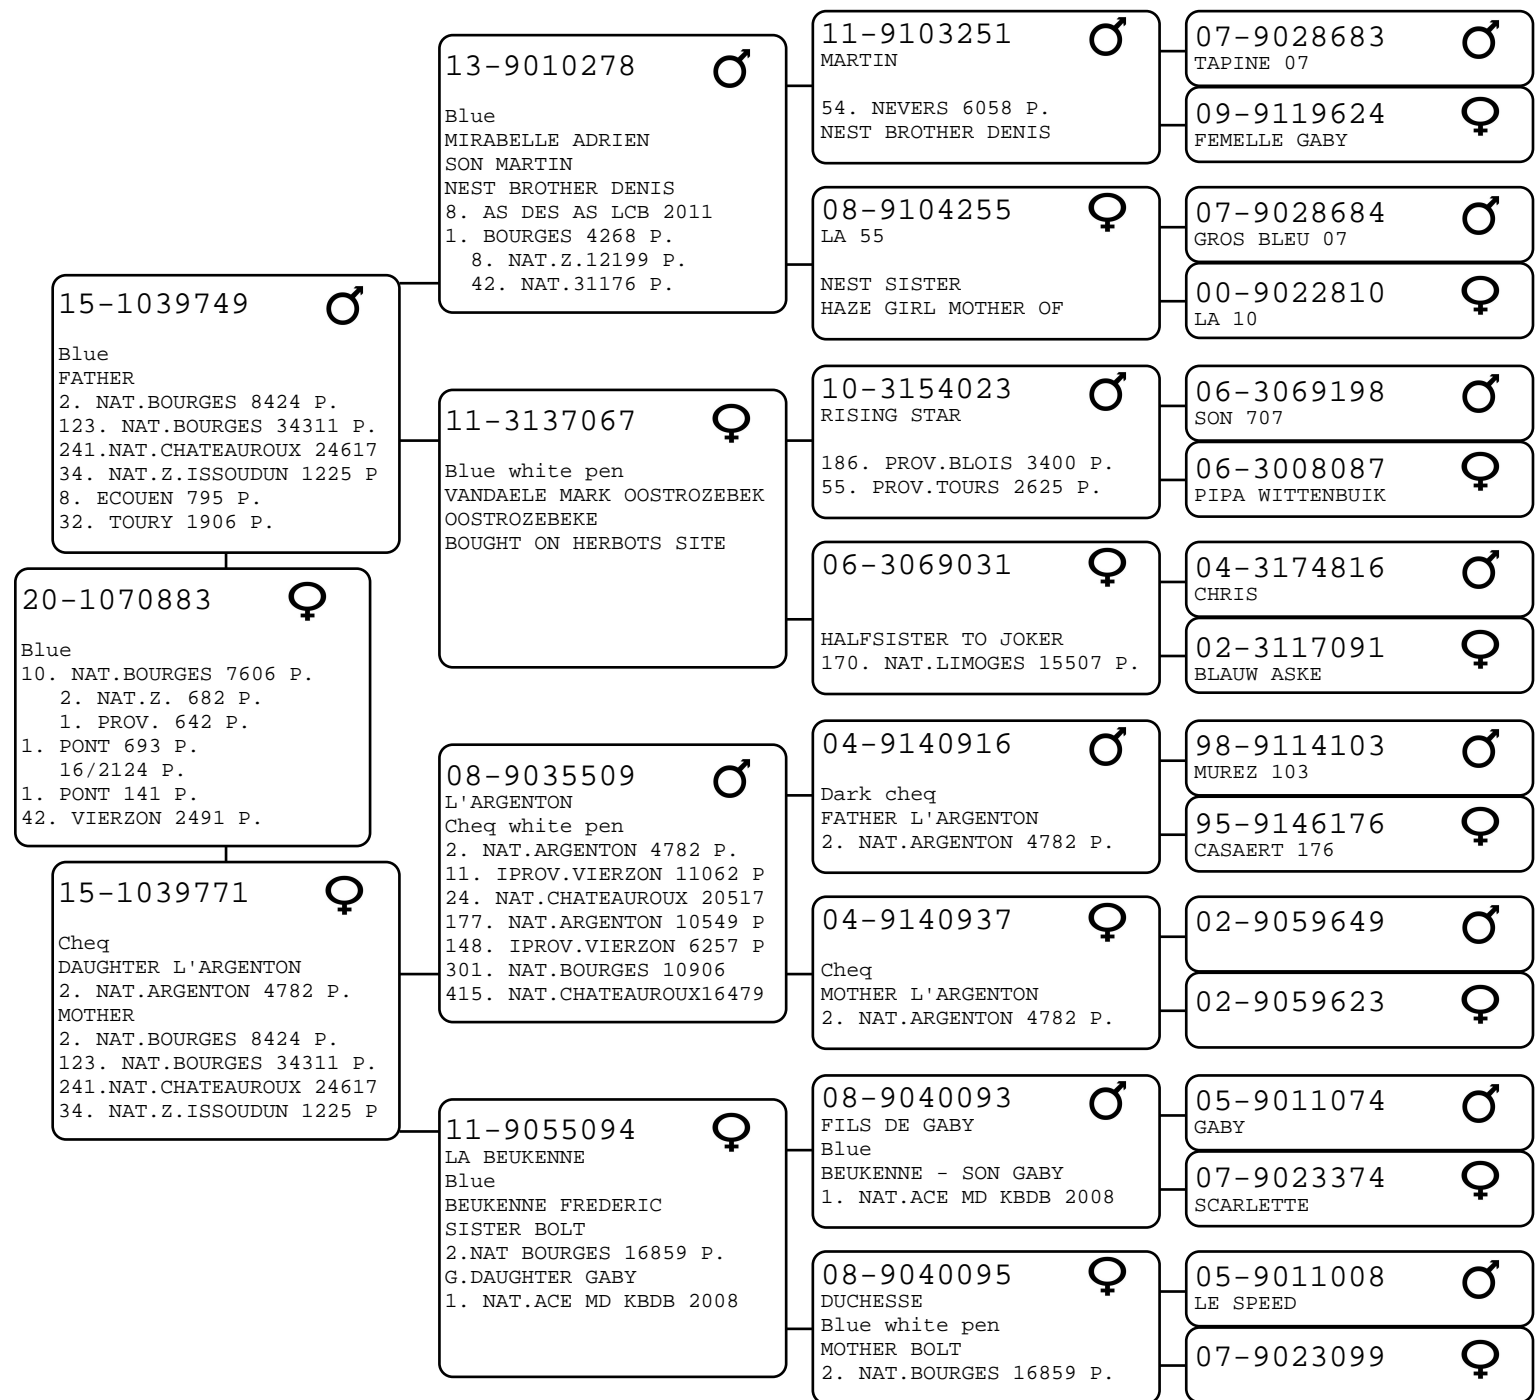 20-1070883
Blue
10. NAT.BOURGES 7606 P.
2. NAT.Z. 682 P.
1. PROV. 642 P.
1. PONT 693 P.
16/2124 P.
1. PONT 141 P.
42. VIERZON 2491 P.
15-1039749
Blue
FATHER
2. NAT.BOURGES 8424 P.
123. NAT.BOURGES 34311 P.
241.NAT.CHATEAUROUX 24617
34. NAT.Z.ISSOUDUN 1225 P
8. ECOUEN 795 P.
32. TOURY 1906 P.
15-1039771
Cheq
DAUGHTER L'ARGENTON
2. NAT.ARGENTON 4782 P.
MOTHER
2. NAT.BOURGES 8424 P.
123. NAT.BOURGES 34311 P.
241.NAT.CHATEAUROUX 24617
34. NAT.Z.ISSOUDUN 1225 P
13-9010278
Blue
MIRABELLE ADRIEN
SON MARTIN
NEST BROTHER DENIS
8. AS DES AS LCB 2011
1. BOURGES 4268 P.
8. NAT.Z.12199 P.
42. NAT.31176 P.
11-3137067
Blue white pen
VANDAELE MARK OOSTROZEBEK
OOSTROZEBEKE
BOUGHT ON HERBOTS SITE
08-9035509
L'ARGENTON
Cheq white pen
2. NAT.ARGENTON 4782 P.
11. IPROV.VIERZON 11062 P
24. NAT.CHATEAUROUX 20517
177. NAT.ARGENTON 10549 P
148. IPROV.VIERZON 6257 P
301. NAT.BOURGES 10906
415. NAT.CHATEAUROUX16479
11-9055094
LA BEUKENNE
Blue
BEUKENNE FREDERIC
SISTER BOLT
2.NAT BOURGES 16859 P.
G.DAUGHTER GABY
1. NAT.ACE MD KBDB 2008
11-9103251
MARTIN
54. NEVERS 6058 P.
NEST BROTHER DENIS
08-9104255
LA 55
NEST SISTER
HAZE GIRL MOTHER OF
10-3154023
RISING STAR
186. PROV.BLOIS 3400 P.
55. PROV.TOURS 2625 P.
06-3069031
HALFSISTER TO JOKER
170. NAT.LIMOGES 15507 P.
04-9140916
Dark cheq
FATHER L'ARGENTON
2. NAT.ARGENTON 4782 P.
04-9140937
Cheq
MOTHER L'ARGENTON
2. NAT.ARGENTON 4782 P.
08-9040093
FILS DE GABY
Blue
BEUKENNE - SON GABY
1. NAT.ACE MD KBDB 2008
08-9040095
DUCHESSE
Blue white pen
MOTHER BOLT
2. NAT.BOURGES 16859 P.
07-9028683
TAPINE 07
09-9119624
FEMELLE GABY
07-9028684
GROS BLEU 07
00-9022810
LA 10
06-3069198
SON 707
06-3008087
PIPA WITTENBUIK
04-3174816
CHRIS
02-3117091
BLAUW ASKE
98-9114103
MUREZ 103
95-9146176
CASAERT 176
02-9059649
02-9059623
05-9011074
GABY
07-9023374
SCARLETTE
05-9011008
LE SPEED
07-9023099